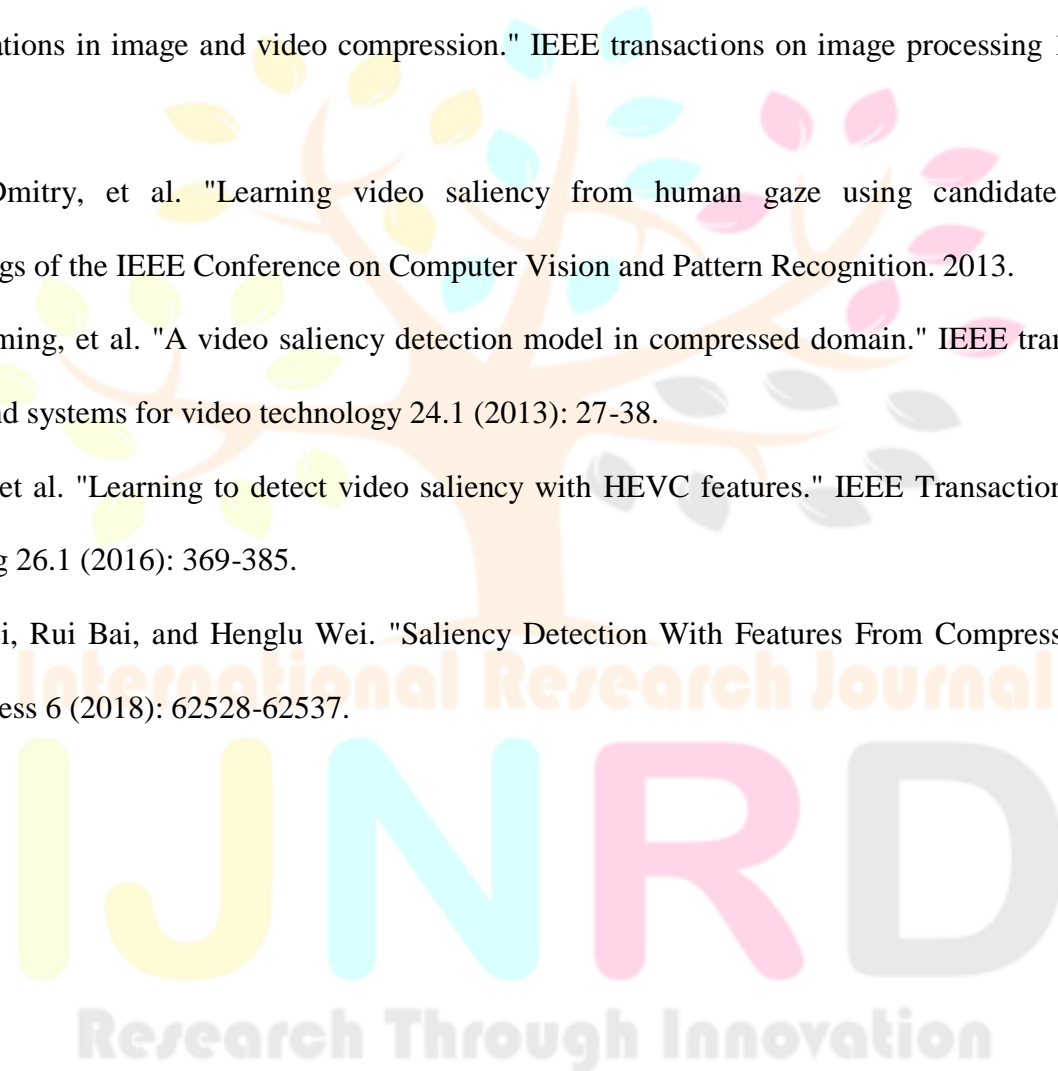 ations in image and video compression." IEEE transactions on image processing
Dmitry, et al. "Learning video saliency from human gaze using candidate
gs of the IEEE Conference on Computer Vision and Pattern Recognition. 2013.
ming, et al. "A video saliency detection model in compressed domain." IEEE tran
nd systems for video technology 24.1 (2013): 27-38.
et al. "Learning to detect video saliency with HEVC features." IEEE Transaction
g 26.1 (2016): 369-385.
i, Rui Bai, and Henglu Wei. "Saliency Detection With Features From Compress
International Research Journal
ess 6 (2018): 62528-62537.
IJNRD
Research Through Innovation